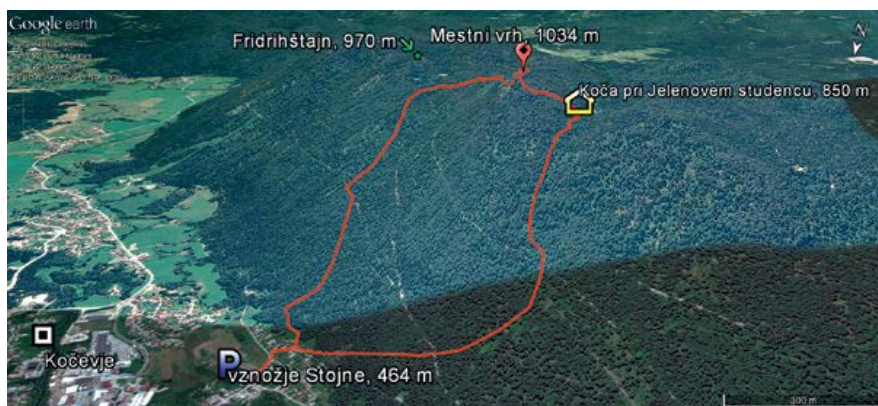 Google earth
N
Mestni vrh, 1034 m
Fridrihštajn, 970 m
Koča pri Jelenovem studencu, 850 m
Kočevje
P
vznožje Stojne, 464 m
300 m